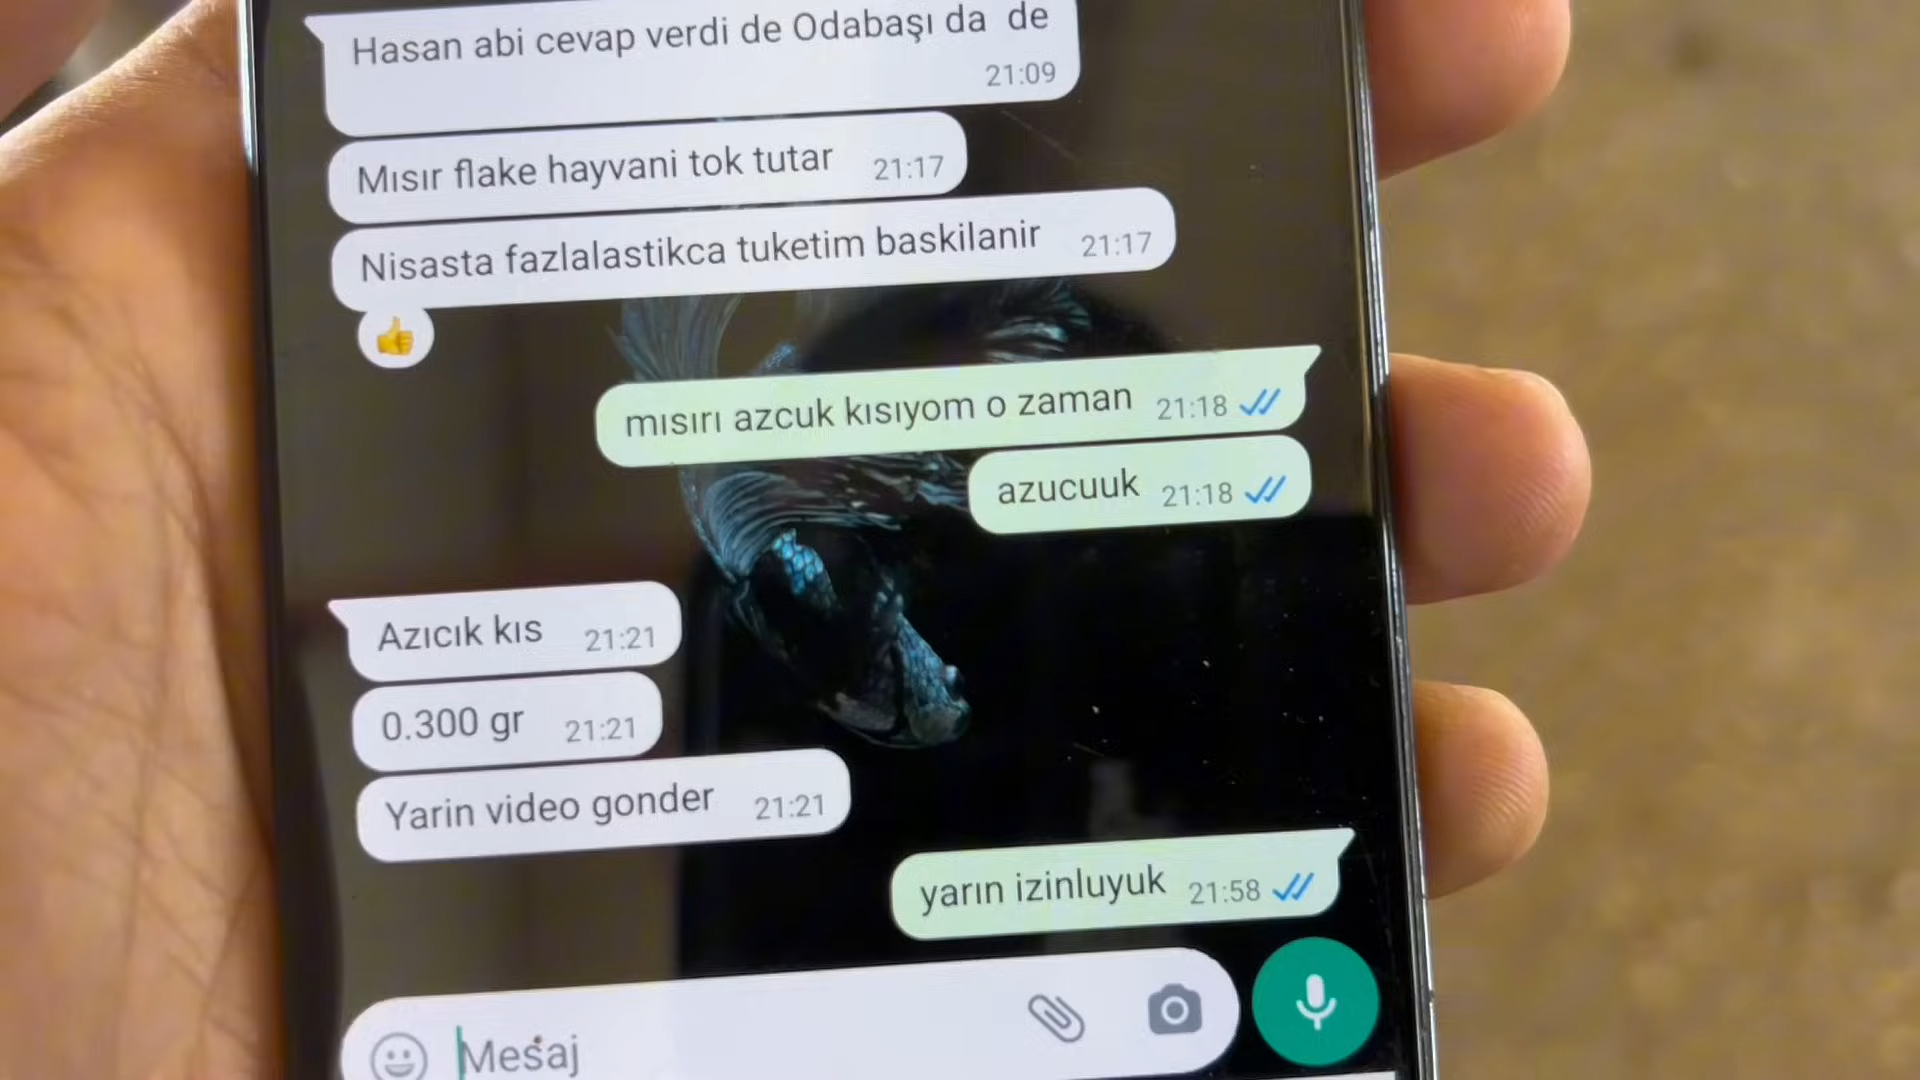 Hasan abi cevap verdi de Odabaşı da de
21:09
Mısır flake hayvani tok tutar 21:17
Nisasta fazlalastikca tuketim baskilanir 21:17
mısırı azcuk kısıyom o zaman 21:18
azucuuk 21:18
Azıcık kıs 21:21
0.300 gr 21:21
Yarin video gonder 21:21
yarın izinluyuk 21:58
Mesaj